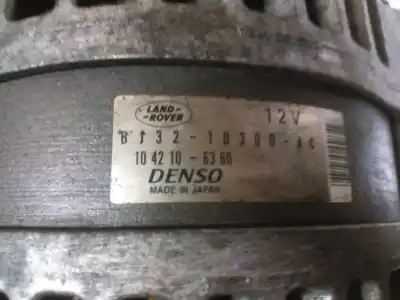 LAND-
-ROVER
12V
BJ32-10300-AC
104210-6360
DENSO
MADE IN JAPAN